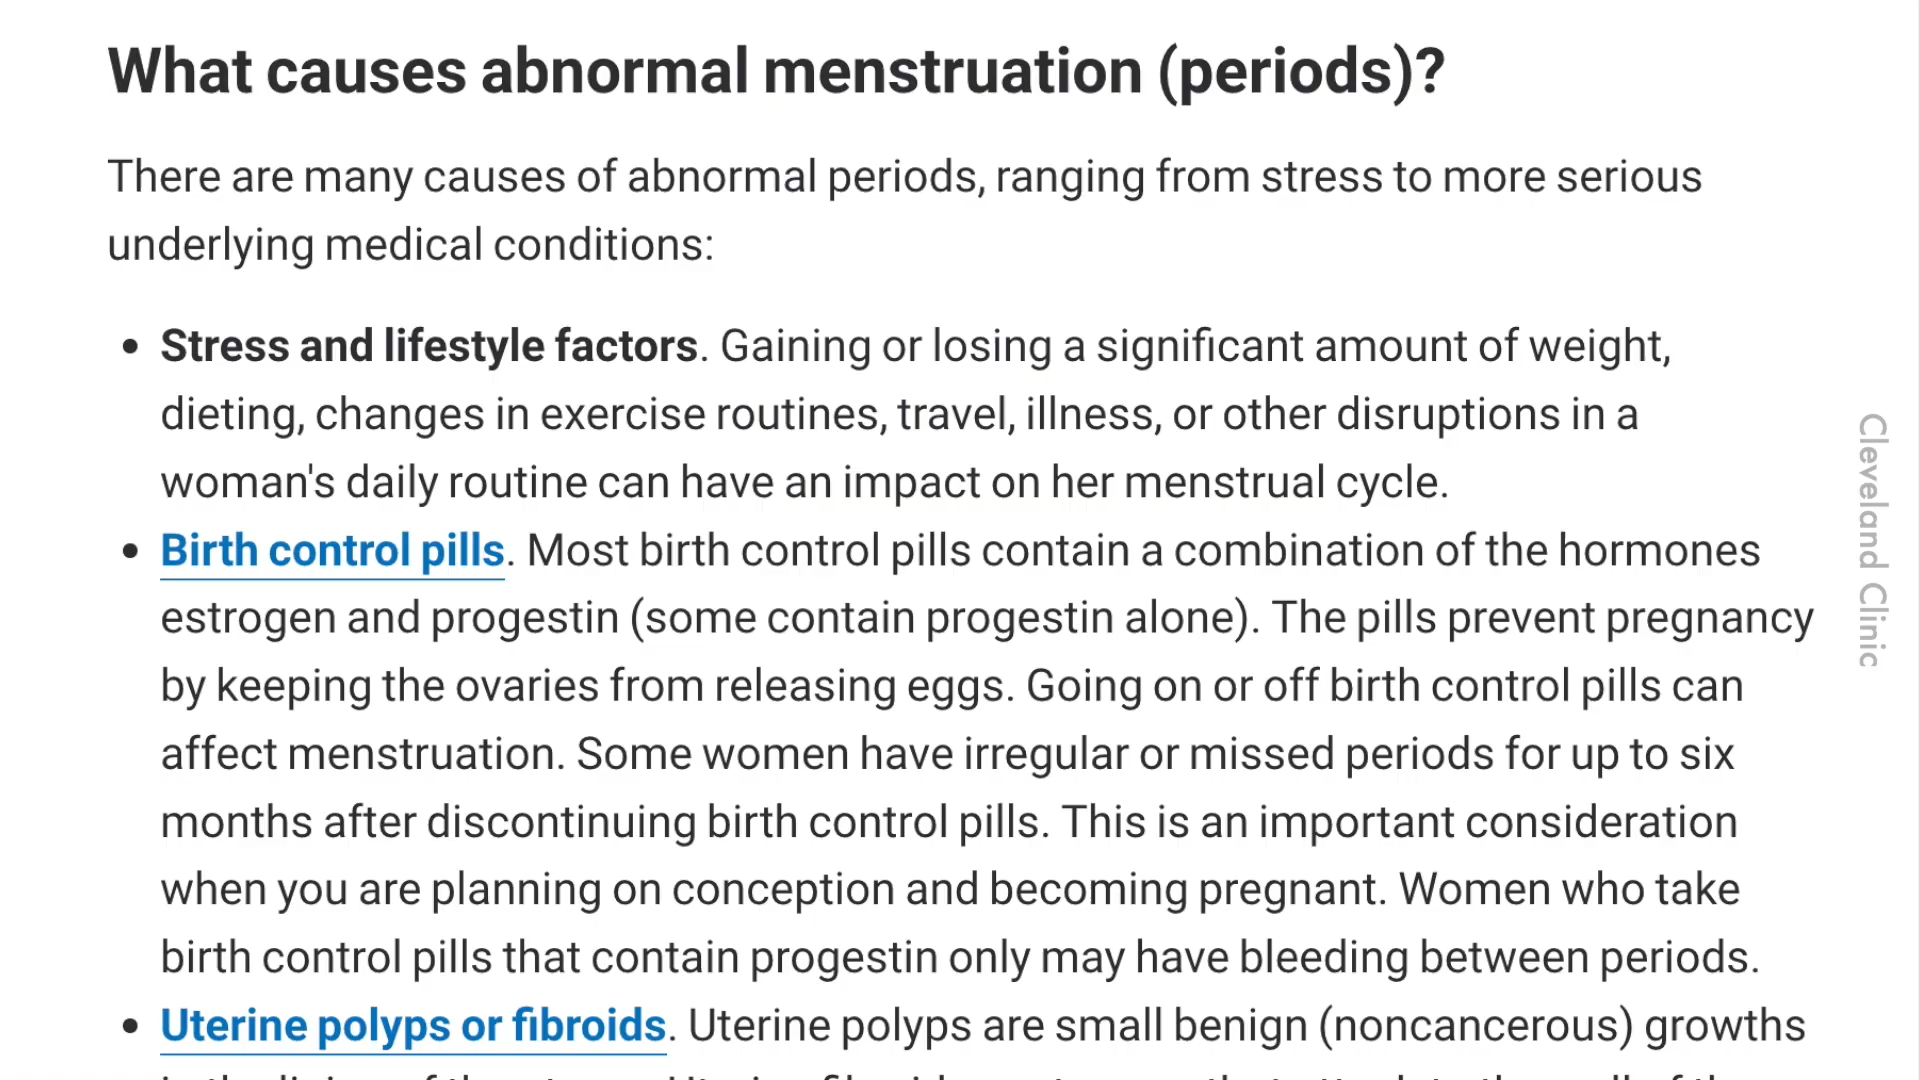 What causes abnormal menstruation (periods)?
There are many causes of abnormal periods, ranging from stress to more serious
underlying medical conditions:
• Stress and lifestyle factors. Gaining or losing a significant amount of weight,
dieting, changes in exercise routines, travel, illness, or other disruptions in a
woman's daily routine can have an impact on her menstrual cycle.
• Birth control pills. Most birth control pills contain a combination of the hormones
estrogen and progestin (some contain progestin alone). The pills prevent pregnancy
by keeping the ovaries from releasing eggs. Going on or off birth control pills can
affect menstruation. Some women have irregular or missed periods for up to six
months after discontinuing birth control pills. This is an important consideration
when you are planning on conception and becoming pregnant. Women who take
birth control pills that contain progestin only may have bleeding between periods.
• Uterine polyps or fibroids. Uterine polyps are small benign (noncancerous) growths
Cleveland Clinic